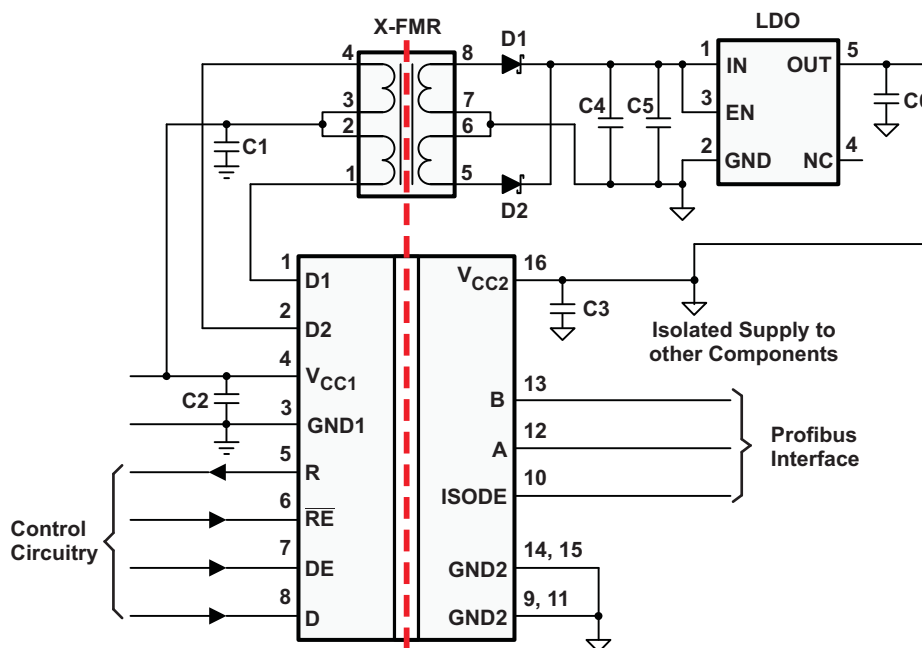 X-FMR
LDO
D1
D2
4
3
2
1
8
7
6
5
C1
C4
C5
1
3
2
IN
EN
GND
OUT
NC
5
4
1
2
4
3
5
6
7
8
D1
D2
VCC1
GND1
R
RE
DE
D
C2
Control
Circuitry
VCC2
B
A
ISODE
GND2
GND2
16
13
12
10
14, 15
9, 11
C3
Isolated Supply to
other Components
Profibus
Interface